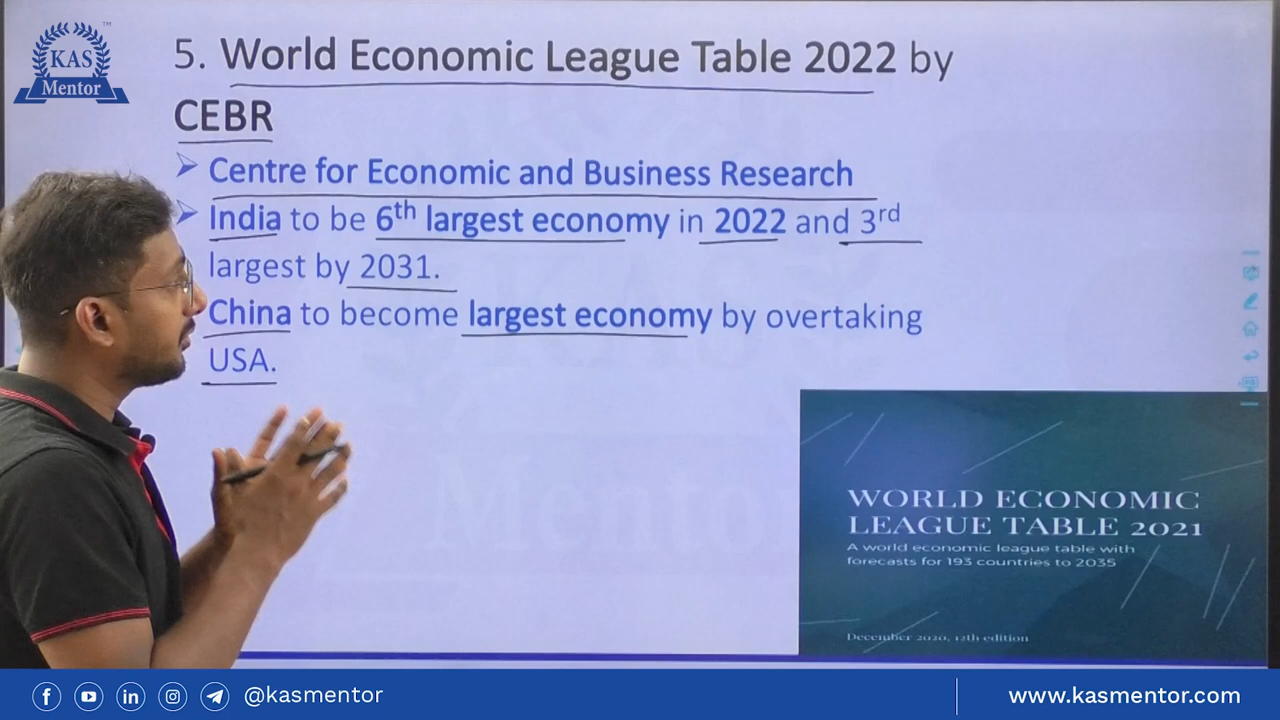 KAS
Mentor
™
5. World Economic League Table 2022 by
CEBR
➢ Centre for Economic and Business Research
➢ India to be 6th largest economy in 2022 and 3rd
largest by 2031.
China to become largest economy by overtaking
USA.
KAS
Mentor
WORLD ECONOMIC
LEAGUE TABLE 2021
A world economic league table with
forecasts for 193 countries to 2035
December 2020, 12th edition
@kasmentor
www.kasmentor.com